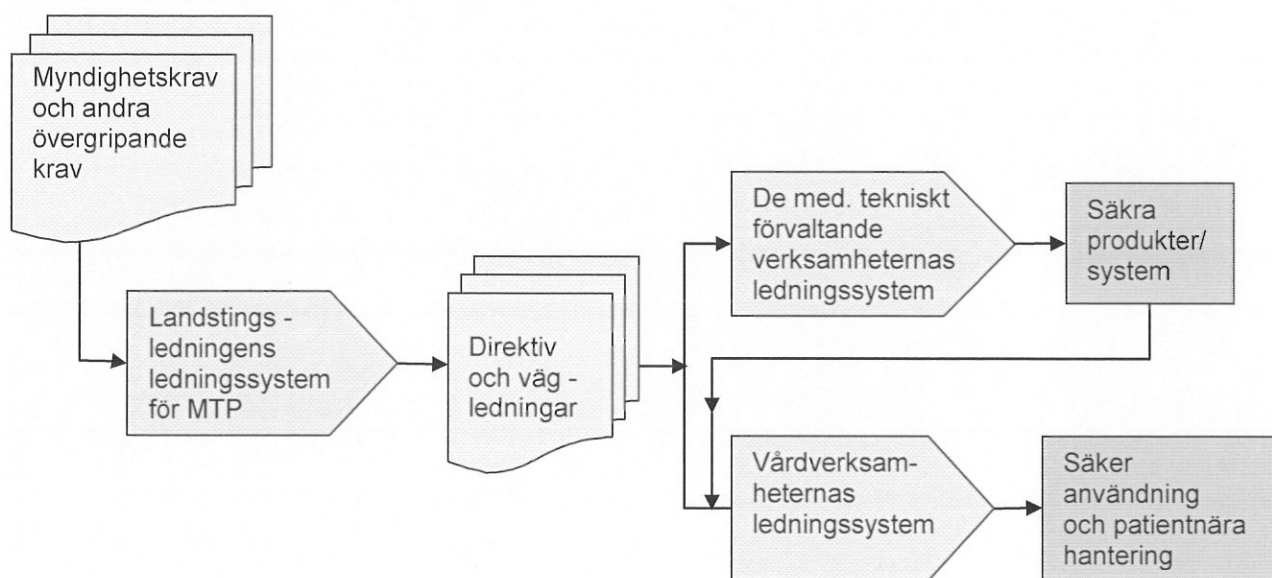 Myndighetskrav
och andra
övergripande
krav
Landstings -
ledningens
ledningssystem
för MTP
Direktiv
och väg -
ledningar
De med. tekniskt
förvaltande
verksamheternas
ledningssystem
Säkra
produkter/
system
Vårdverksam-
heternas
ledningssystem
Säker
användning
och patientnära
hantering